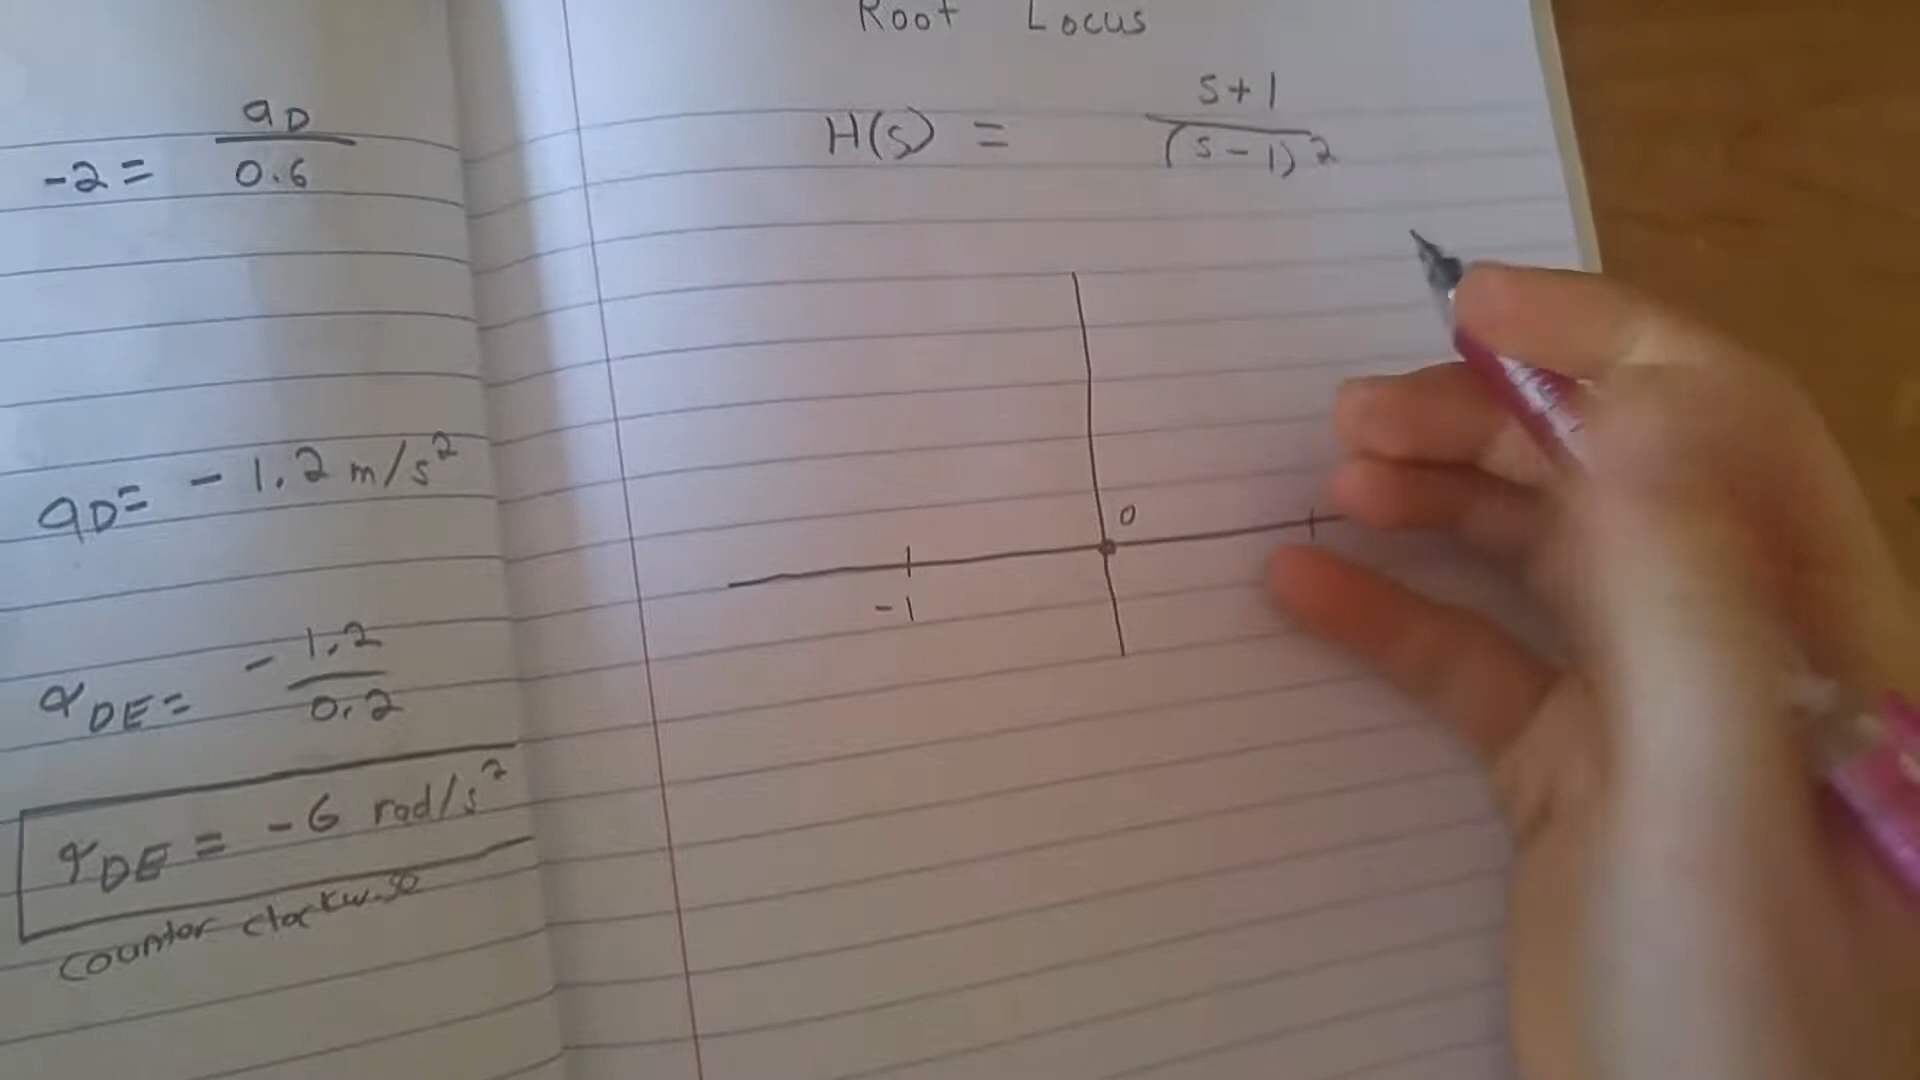 -2 = aD / 0.6
aD = -1.2 m/s²
αDE = -1.2 / 0.2
αDE = -6 rad/s²
counter clockwise
Root Locus
H(s) = s+1 / (s-1)²
0
-1